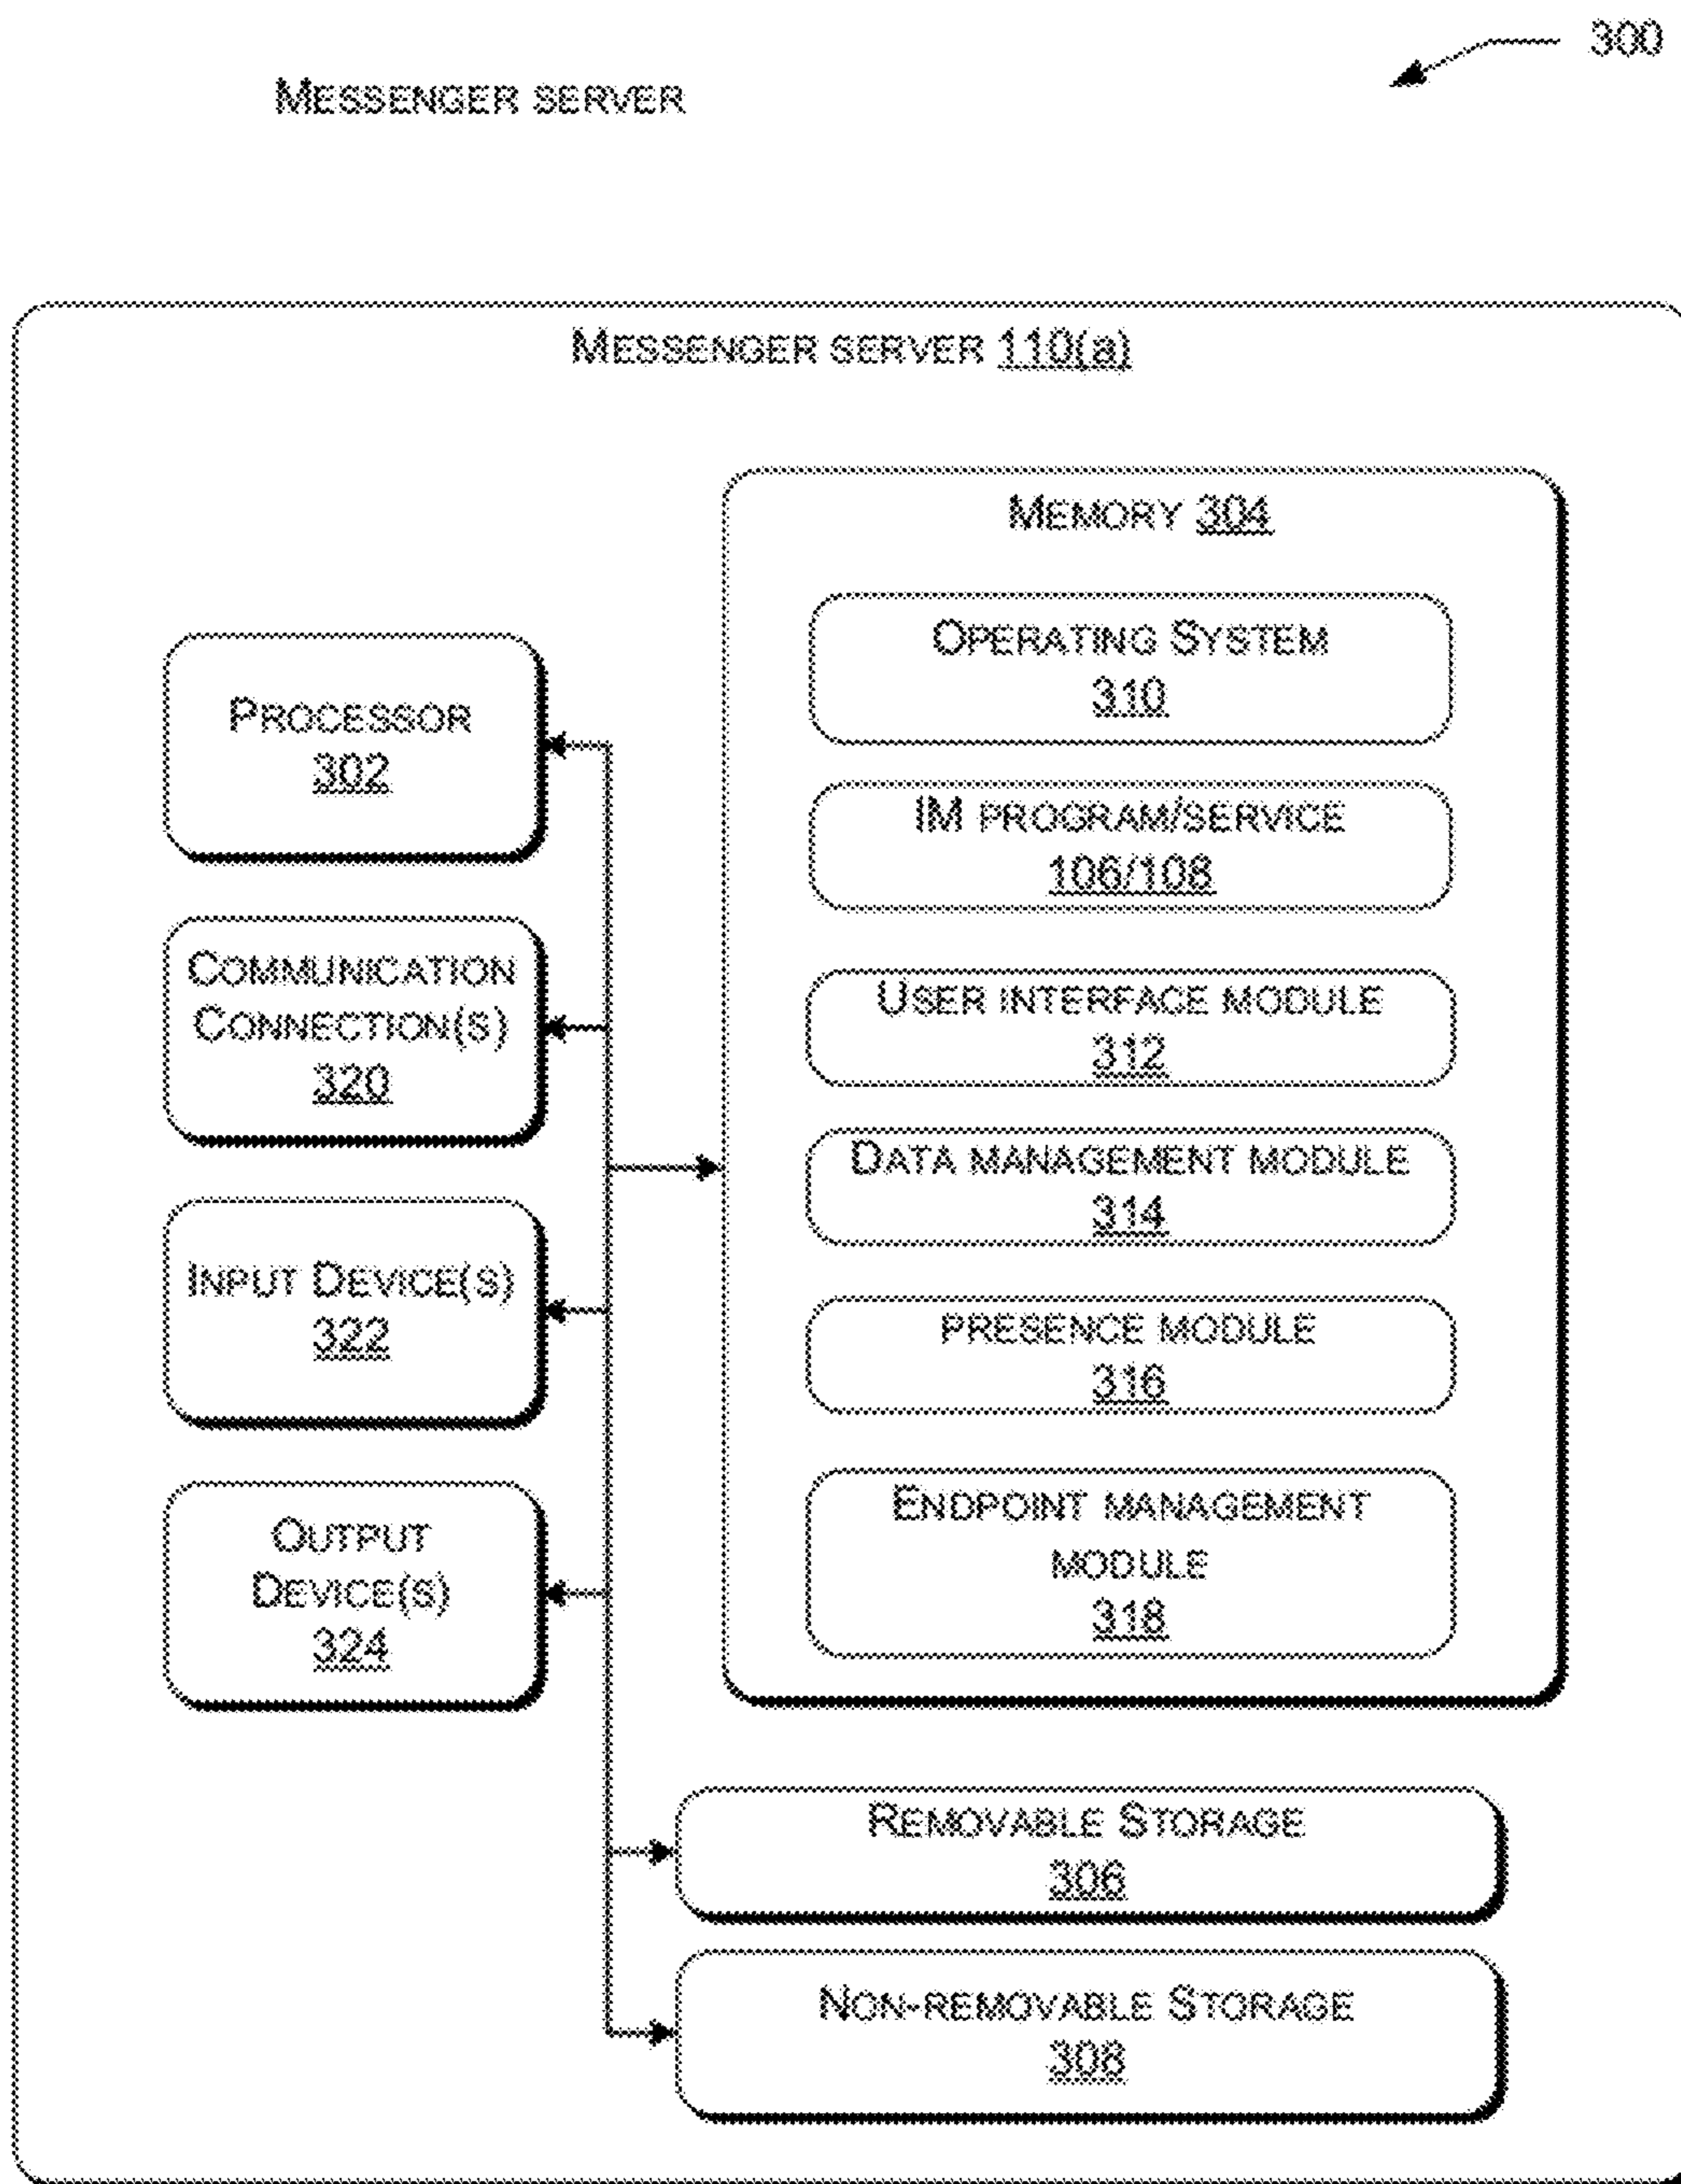 300
MESSENGER SERVER
MESSENGER SERVER 110(a)
MEMORY 304
OPERATING SYSTEM
310
IM PROGRAM/SERVICE
106/108
USER INTERFACE MODULE
312
DATA MANAGEMENT MODULE
314
PRESENCE MODULE
316
ENDPOINT MANAGEMENT
MODULE
318
PROCESSOR
302
COMMUNICATION
CONNECTION(S)
320
INPUT DEVICE(S)
322
OUTPUT
DEVICE(S)
324
REMOVABLE STORAGE
306
NON-REMOVABLE STORAGE
308